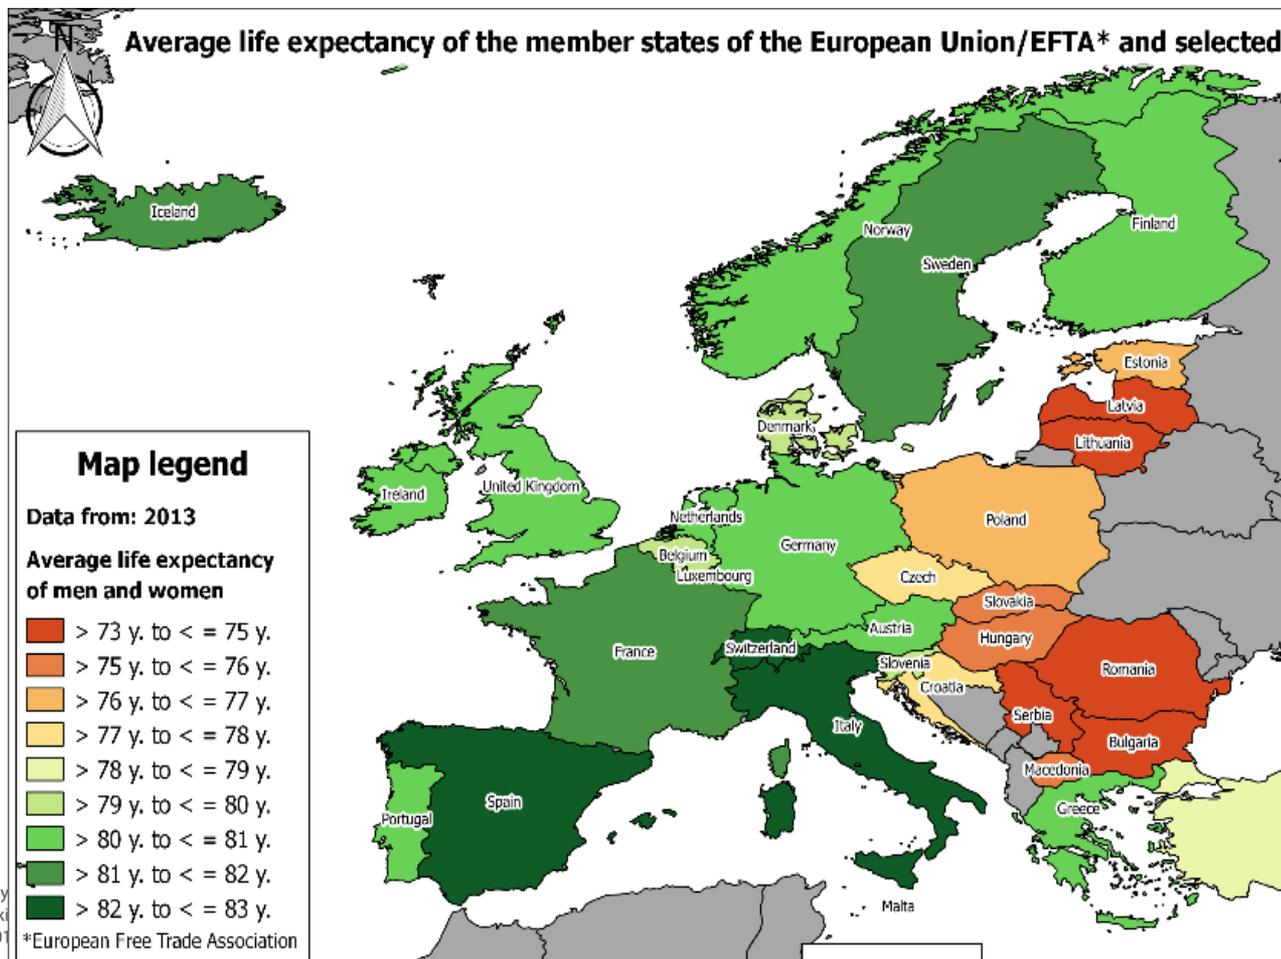 N
Average life expectancy of the member states of the European Union/EFTA* and selected
Iceland
Norway
Finland
Sweden
Estonia
Latvia
Denmark
Lithuania
Ireland
United Kingdom
Netherlands
Poland
Germany
Belgium
Luxembourg
Czech
Slovakia
Austria
Hungary
France
Switzerland
Slovenia
Romania
Croatia
Serbia
Italy
Bulgaria
Macedonia
Spain
Portugal
Greece
Malta
Map legend
Data from: 2013
Average life expectancy
of men and women
> 73 y. to < = 75 y.
> 75 y. to < = 76 y.
> 76 y. to < = 77 y.
> 77 y. to < = 78 y.
> 78 y. to < = 79 y.
> 79 y. to < = 80 y.
> 80 y. to < = 81 y.
> 81 y. to < = 82 y.
> 82 y. to < = 83 y.
*European Free Trade Association